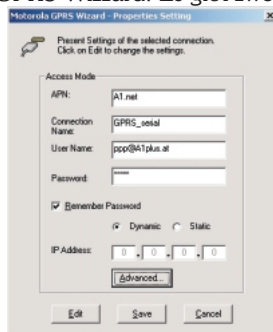 Motorola GPRS Wizard - Properties Setting
Present Settings of the selected connection.
Click on Edit to change the settings.
Access Mode
APN:
A1.net
Connection Name:
GPRS_serial
User Name:
ppp@A1plus.at
Password:
*****
Remember Password
Dynamic
Static
IP Address:
0 . 0 . 0 . 0
Advanced...
Edit
Save
Cancel